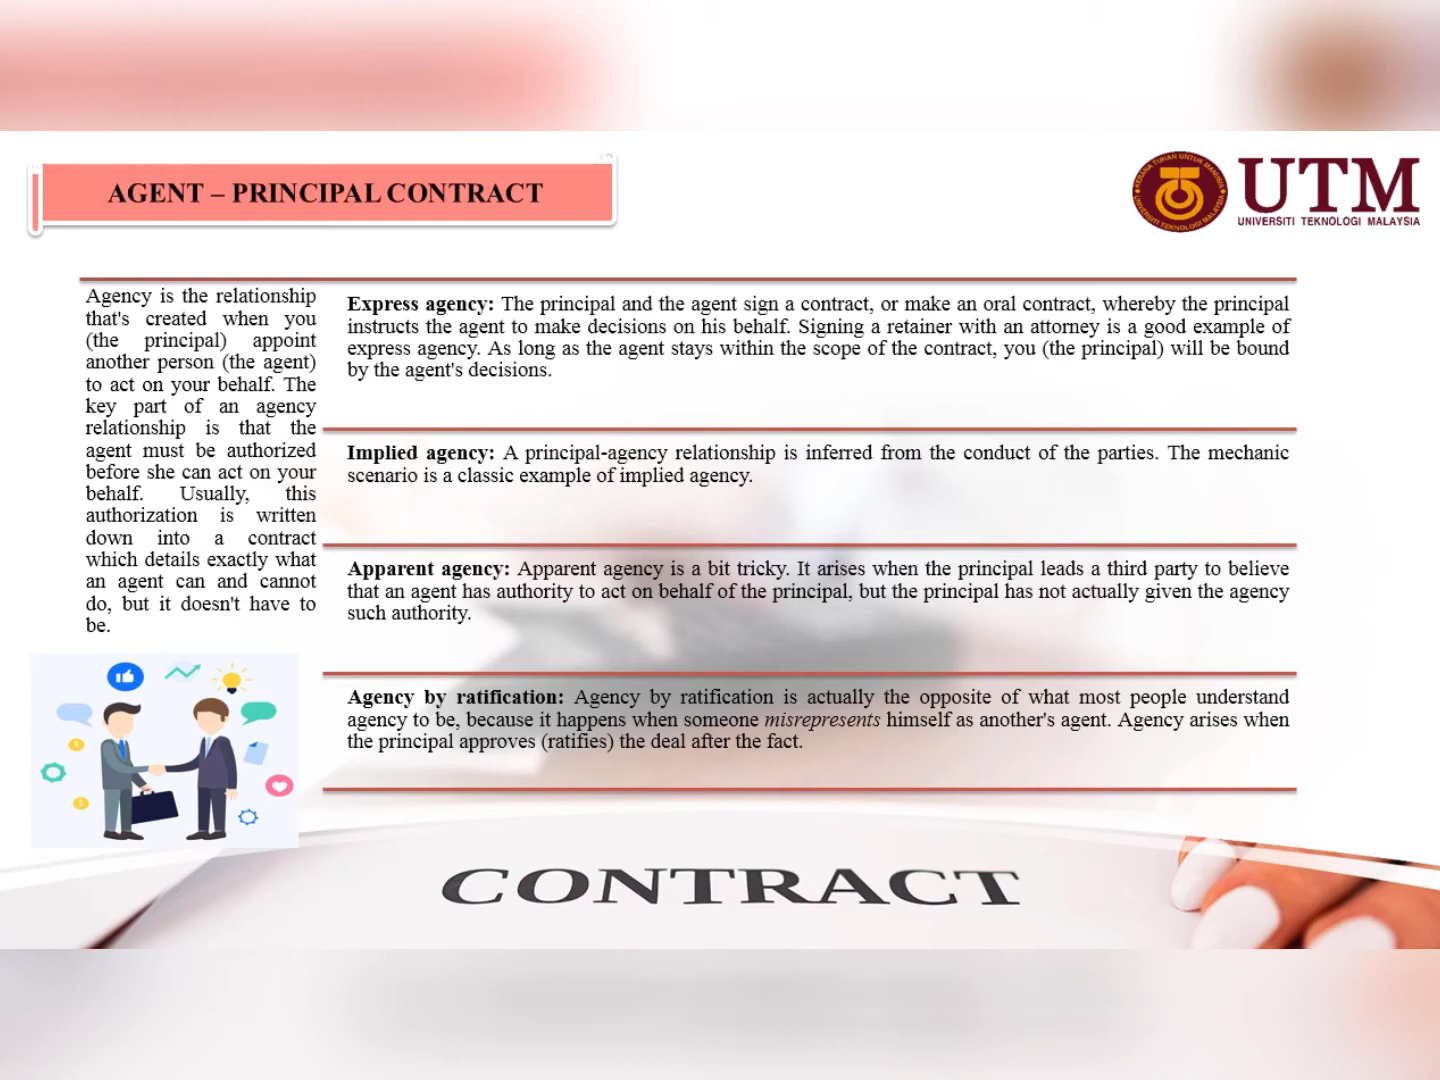 AGENT – PRINCIPAL CONTRACT
UTM
UNIVERSITI TEKNOLOGI MALAYSIA
KERANA TUHAN UNTUK MANUSIA
UNIVERSITI TEKNOLOGI MALAYSIA
Agency is the relationship
that's created when you
(the principal) appoint
another person (the agent)
to act on your behalf. The
key part of an agency
relationship is that the
agent must be authorized
before she can act on your
behalf. Usually, this
authorization is written
down into a contract
which details exactly what
an agent can and cannot
do, but it doesn't have to
be.
Express agency: The principal and the agent sign a contract, or make an oral contract, whereby the principal
instructs the agent to make decisions on his behalf. Signing a retainer with an attorney is a good example of
express agency. As long as the agent stays within the scope of the contract, you (the principal) will be bound
by the agent's decisions.
Implied agency: A principal-agency relationship is inferred from the conduct of the parties. The mechanic
scenario is a classic example of implied agency.
Apparent agency: Apparent agency is a bit tricky. It arises when the principal leads a third party to believe
that an agent has authority to act on behalf of the principal, but the principal has not actually given the agency
such authority.
Agency by ratification: Agency by ratification is actually the opposite of what most people understand
agency to be, because it happens when someone misrepresents himself as another's agent. Agency arises when
the principal approves (ratifies) the deal after the fact.
CONTRACT